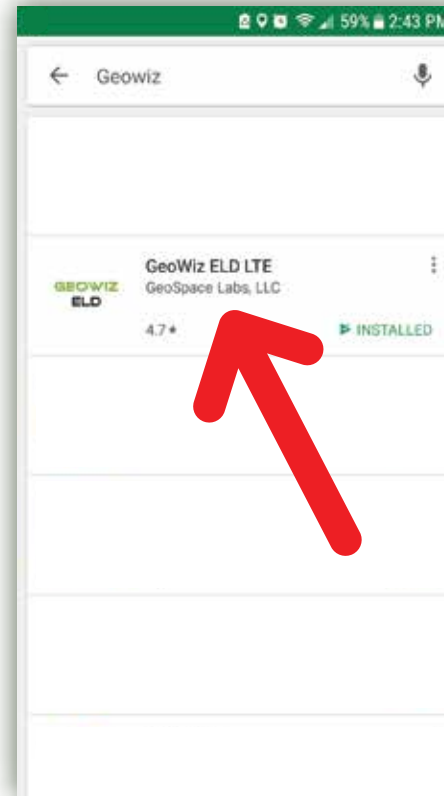 59% 2:43 PM
Geowiz
GeoWiz ELD LTE
GEOWIZ
ELD
GeoSpace Labs, LLC
4.7★
INSTALLED